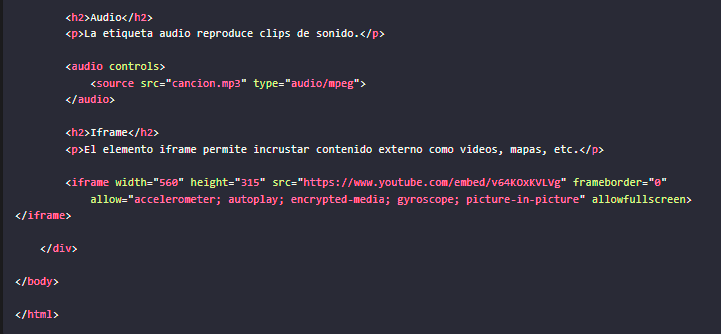 <h2>Audio</h2>
<p>La etiqueta audio reproduce clips de sonido.</p>
<audio controls>
<source src="cancion.mp3" type="audio/mpeg">
</audio>
<h2>Iframe</h2>
<p>El elemento iframe permite incrustar contenido externo como videos, mapas, etc.</p>
<iframe width="560" height="315" src="https://www.youtube.com/embed/v64KOxKVLVg" frameborder="0"
allow="accelerometer; autoplay; encrypted-media; gyroscope; picture-in-picture" allowfullscreen>
</iframe>
</div>
</body>
</html>